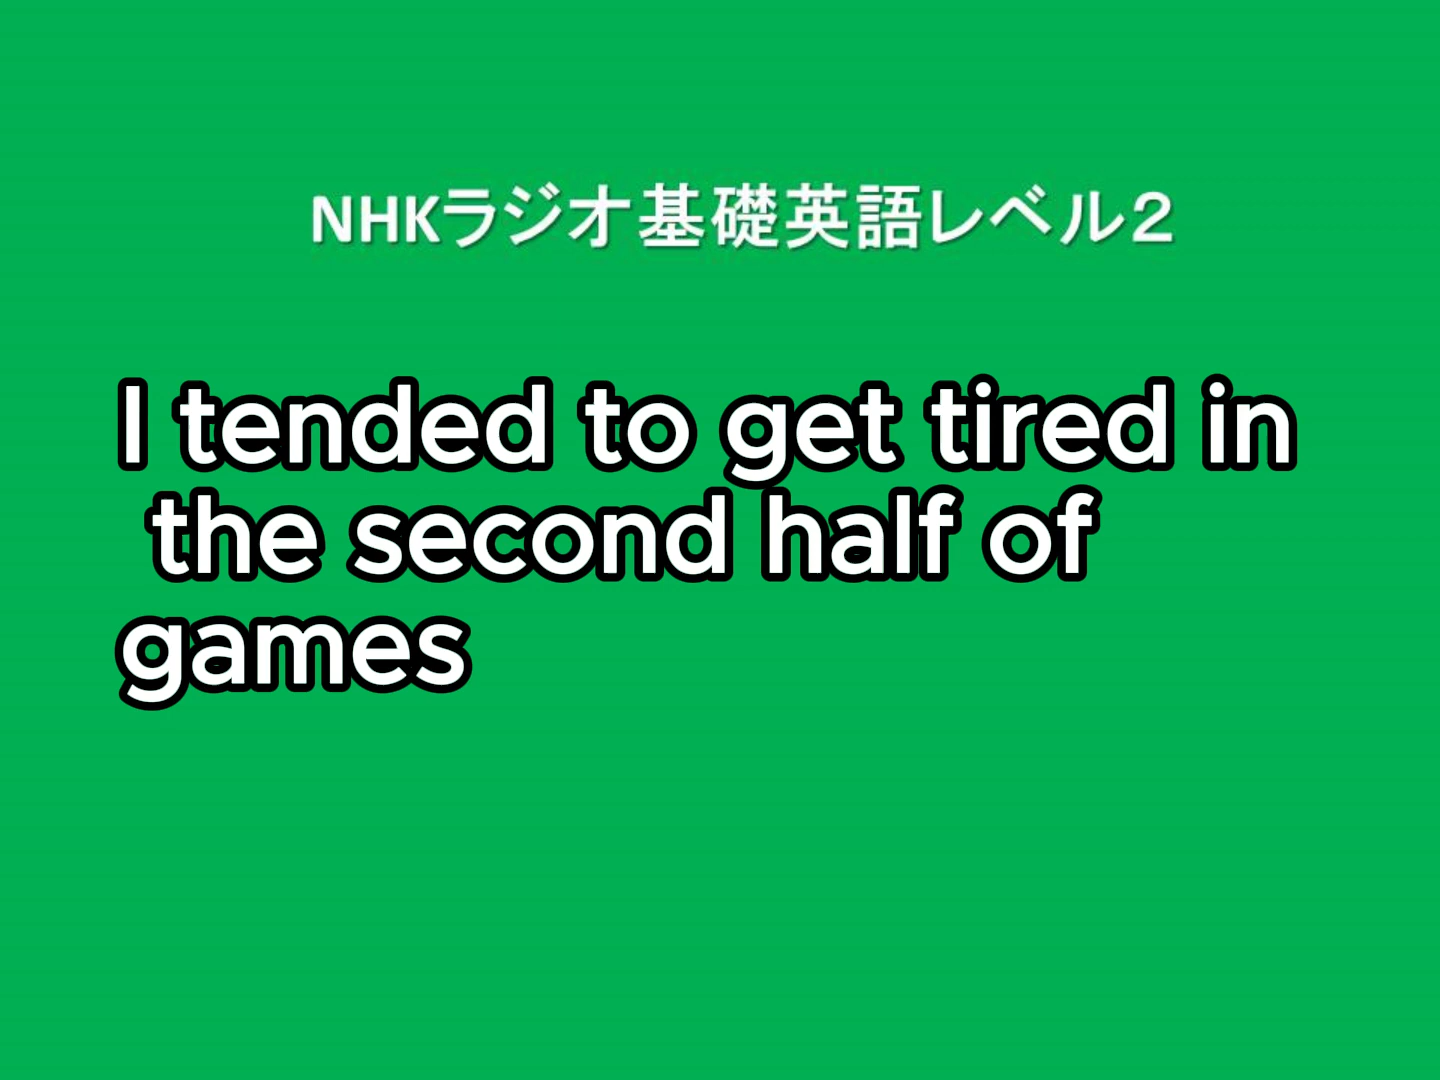 NHKラジオ基礎英語レベル２
I tended to get tired in
the second half of
games